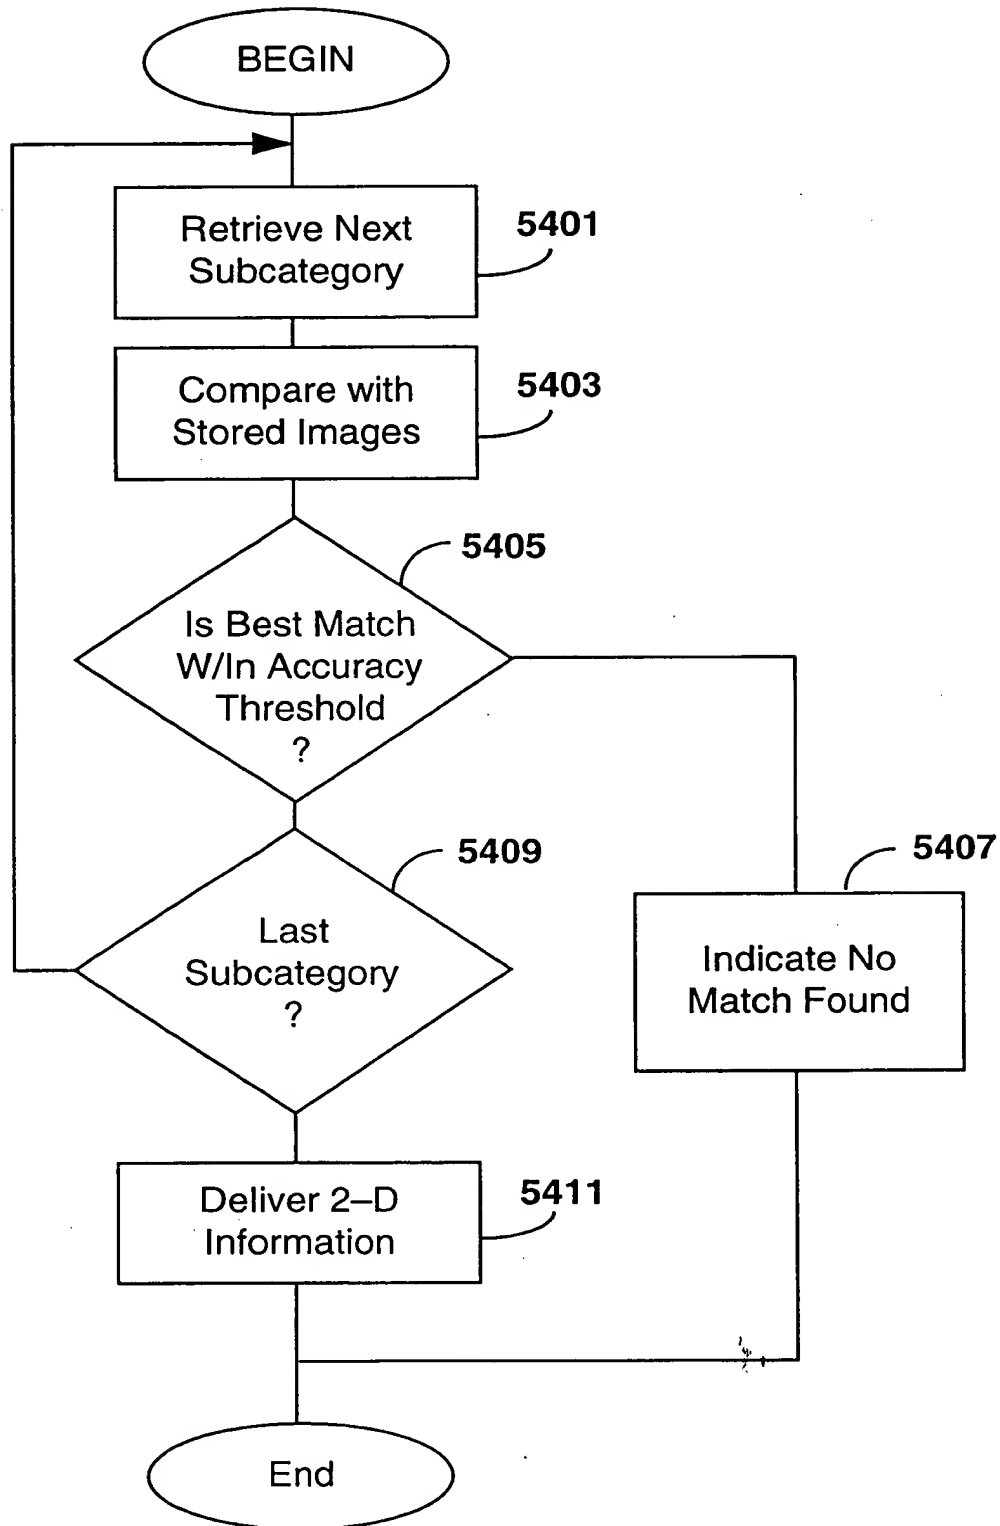 BEGIN
Retrieve Next
Subcategory
5401
Compare with
Stored Images
5403
5405
Is Best Match
W/In Accuracy
Threshold
?
5409
Last
Subcategory
?
5407
Indicate No
Match Found
Deliver 2–D
Information
5411
End